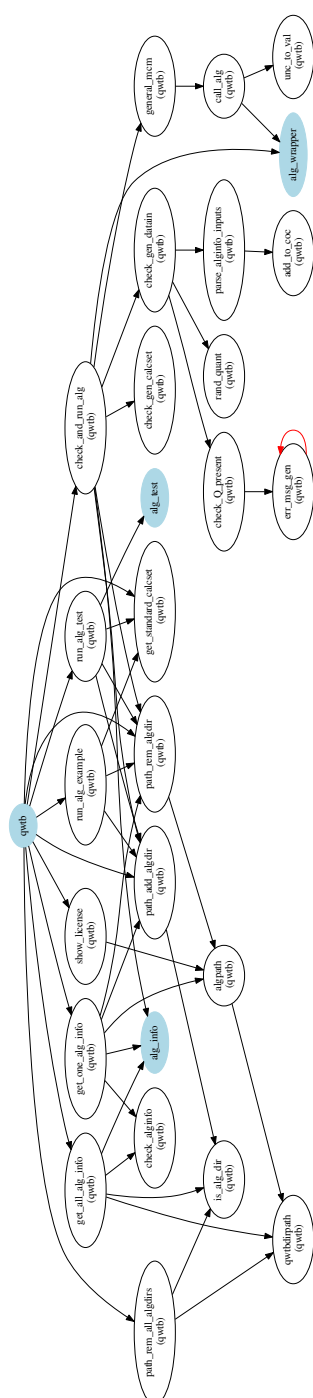 qwtb
get_all_alg_info
(qwtb)
get_one_alg_info
(qwtb)
show_license
(qwtb)
run_alg_example
(qwtb)
run_alg_test
(qwtb)
check_and_run_alg
(qwtb)
path_rem_all_algdirs
(qwtb)
check_alginfo
(qwtb)
alg_info
path_add_algdir
(qwtb)
path_rem_algdir
(qwtb)
get_standard_calcset
(qwtb)
alg_test
check_gen_calcset
(qwtb)
check_gen_datain
(qwtb)
general_mcm
(qwtb)
is_alg_dir
(qwtb)
algpath
(qwtb)
check_Q_present
(qwtb)
rand_quant
(qwtb)
parse_alginfo_inputs
(qwtb)
call_alg
(qwtb)
qwtbdirpath
(qwtb)
err_msg_gen
(qwtb)
add_to_coc
(qwtb)
alg_wrapper
unc_to_val
(qwtb)